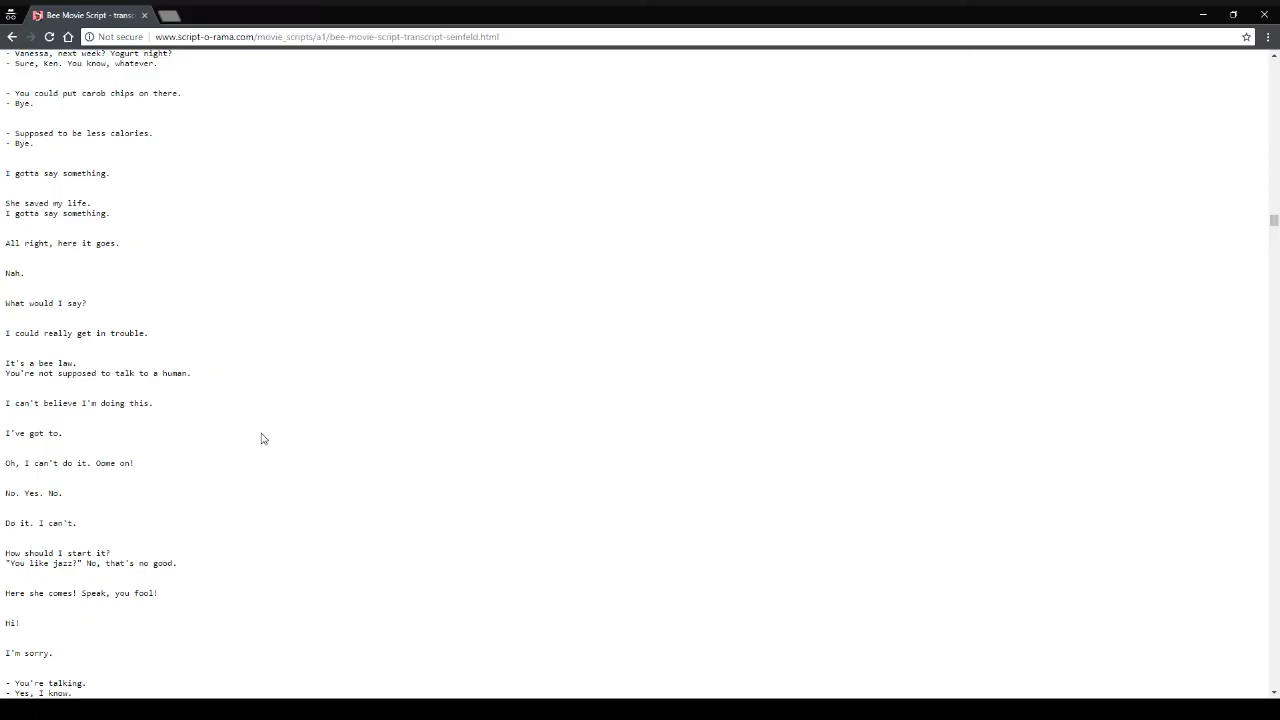 Bee Movie Script - transc
Not secure
www.script-o-rama.com/movie_scripts/a1/bee-movie-script-transcript-seinfeld.html
- Vanessa, next week? Yogurt night?
- Sure, Ken. You know, whatever.
- You could put carob chips on there.
- Bye.
- Supposed to be less calories.
- Bye.
I gotta say something.
She saved my life.
I gotta say something.
All right, here it goes.
Nah.
What would I say?
I could really get in trouble.
It's a bee law.
You're not supposed to talk to a human.
I can't believe I'm doing this.
I've got to.
Oh, I can't do it. Oome on!
No. Yes. No.
Do it. I can't.
How should I start it?
"You like jazz?" No, that's no good.
Here she comes! Speak, you fool!
Hi!
I'm sorry.
- You're talking.
- Yes, I know.